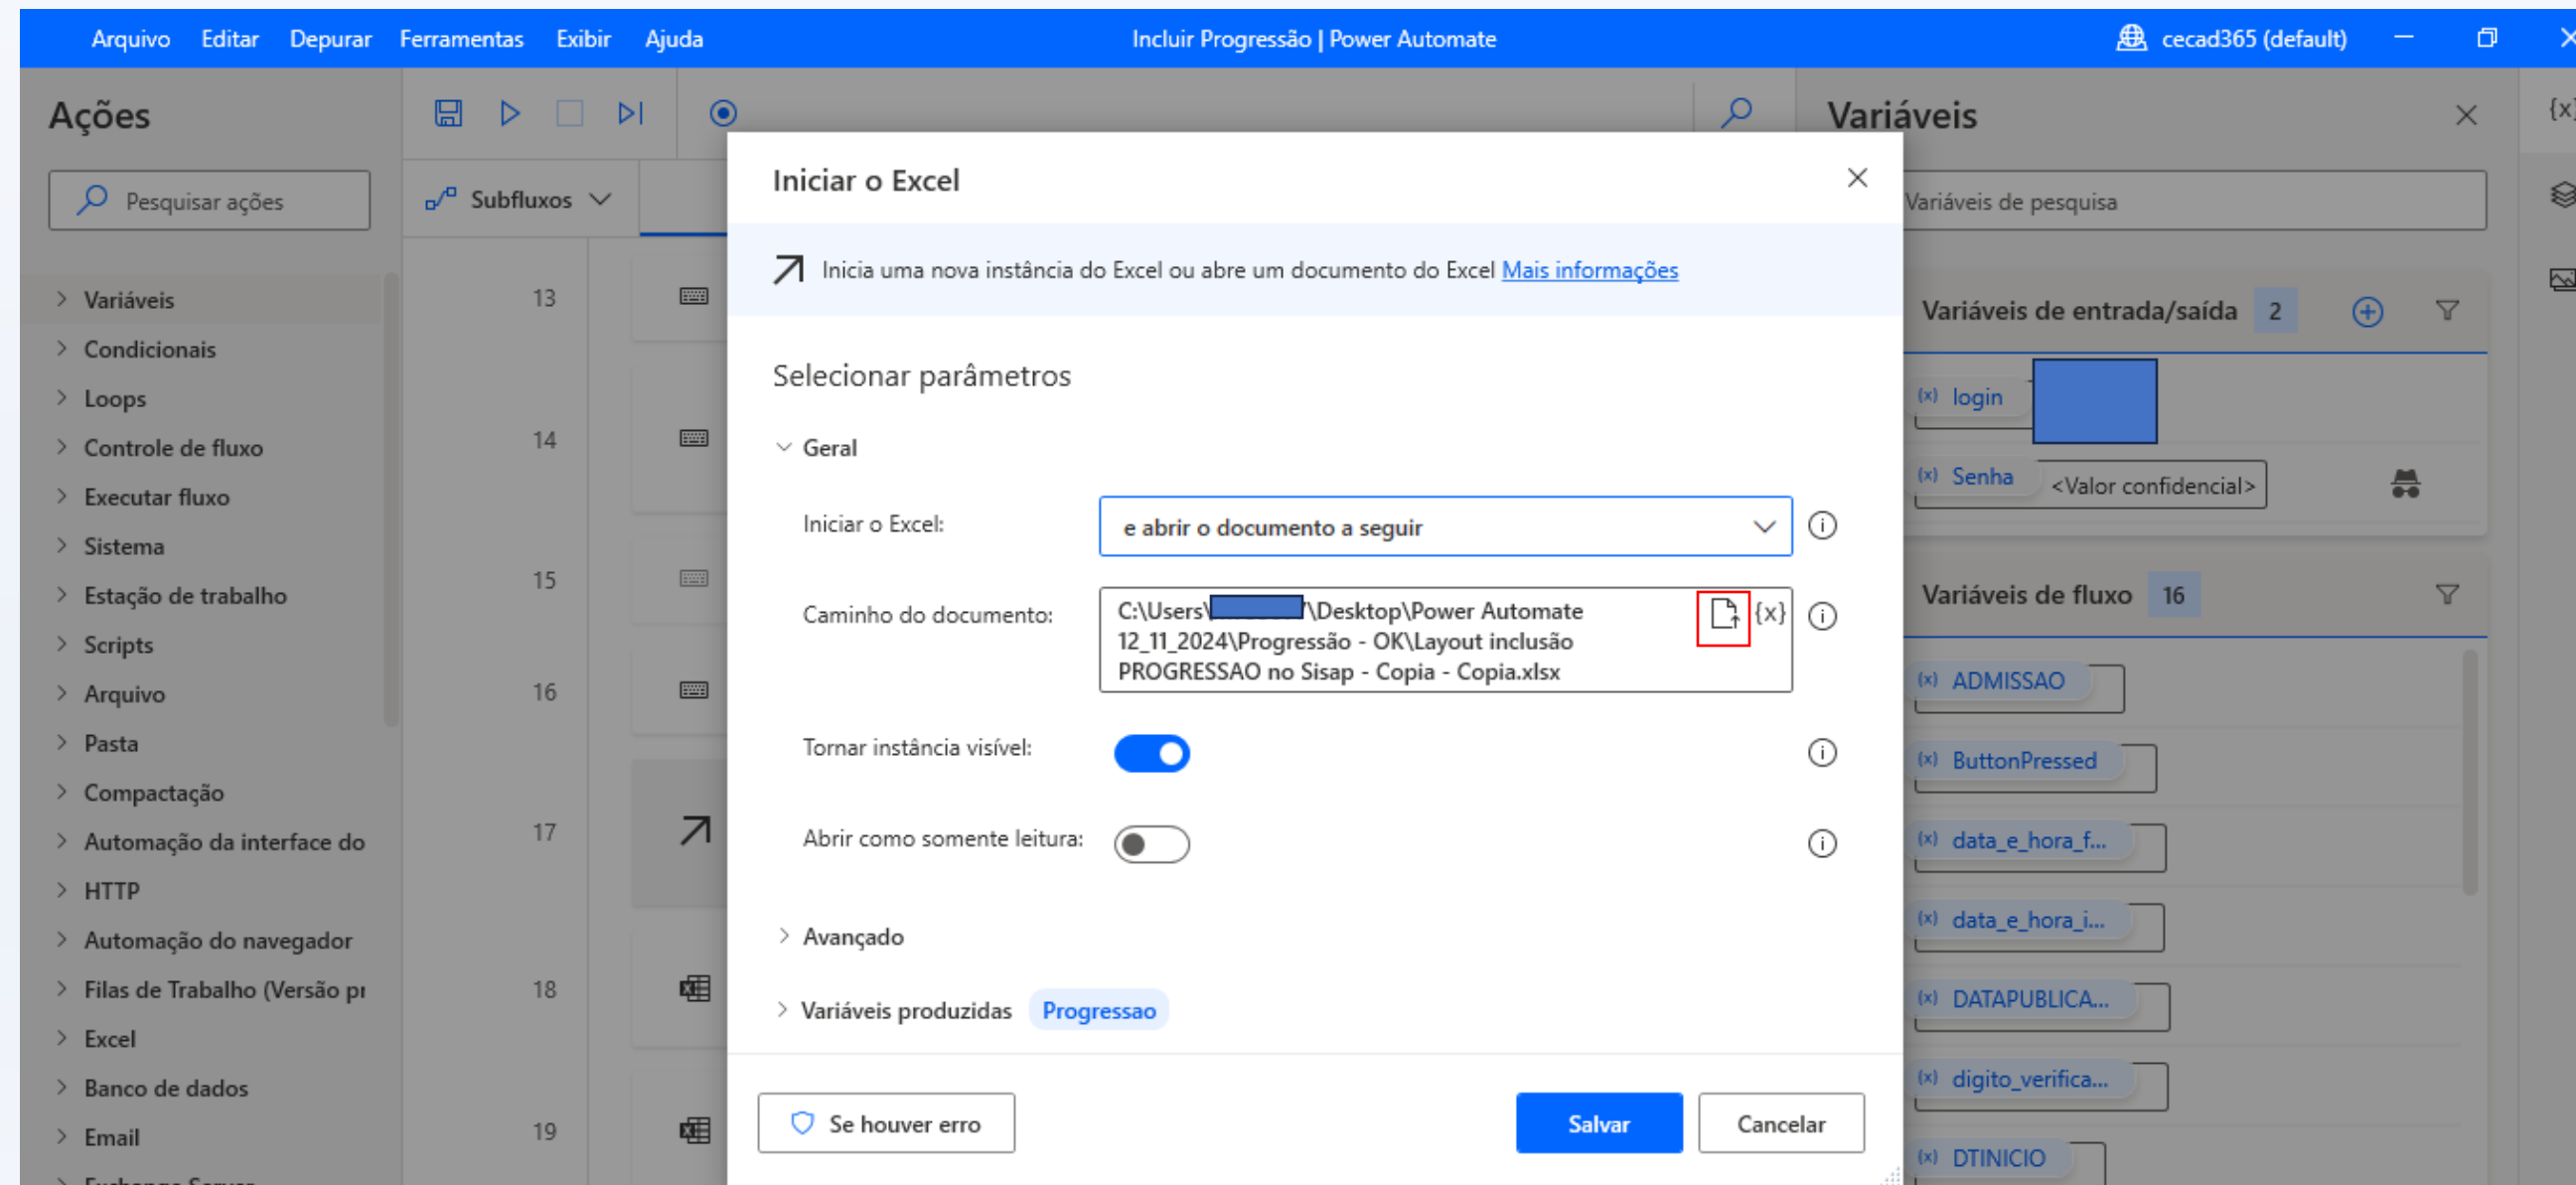 Arquivo Editar Depurar Ferramentas Exibir Ajuda
Incluir Progressão | Power Automate
cecad365 (default)
Ações
Pesquisar ações
Variáveis
Condicionais
Loops
Controle de fluxo
Executar fluxo
Sistema
Estação de trabalho
Scripts
Arquivo
Pasta
Compactação
Automação da interface do
HTTP
Automação do navegador
Filas de Trabalho (Versão pr
Excel
Banco de dados
Email
Subfluxos
13
14
15
16
17
18
19
Iniciar o Excel
Inicia uma nova instância do Excel ou abre um documento do Excel Mais informações
Selecionar parâmetros
Geral
Iniciar o Excel:
e abrir o documento a seguir
Caminho do documento:
C:\Users\ \Desktop\Power Automate
12_11_2024\Progressão - OK\Layout inclusão
PROGRESSAO no Sisap - Copia - Copia.xlsx
{x}
Tornar instância visível:
Abrir como somente leitura:
Avançado
Variáveis produzidas Progressao
Se houver erro
Salvar
Cancelar
Variáveis
{x}
Variáveis de pesquisa
Variáveis de entrada/saída 2
(x) login
(x) Senha <Valor confidencial>
Variáveis de fluxo 16
(x) ADMISSAO
(x) ButtonPressed
(x) data_e_hora_f...
(x) data_e_hora_i...
(x) DATAPUBLICA...
(x) digito_verifica...
(x) DTINICIO